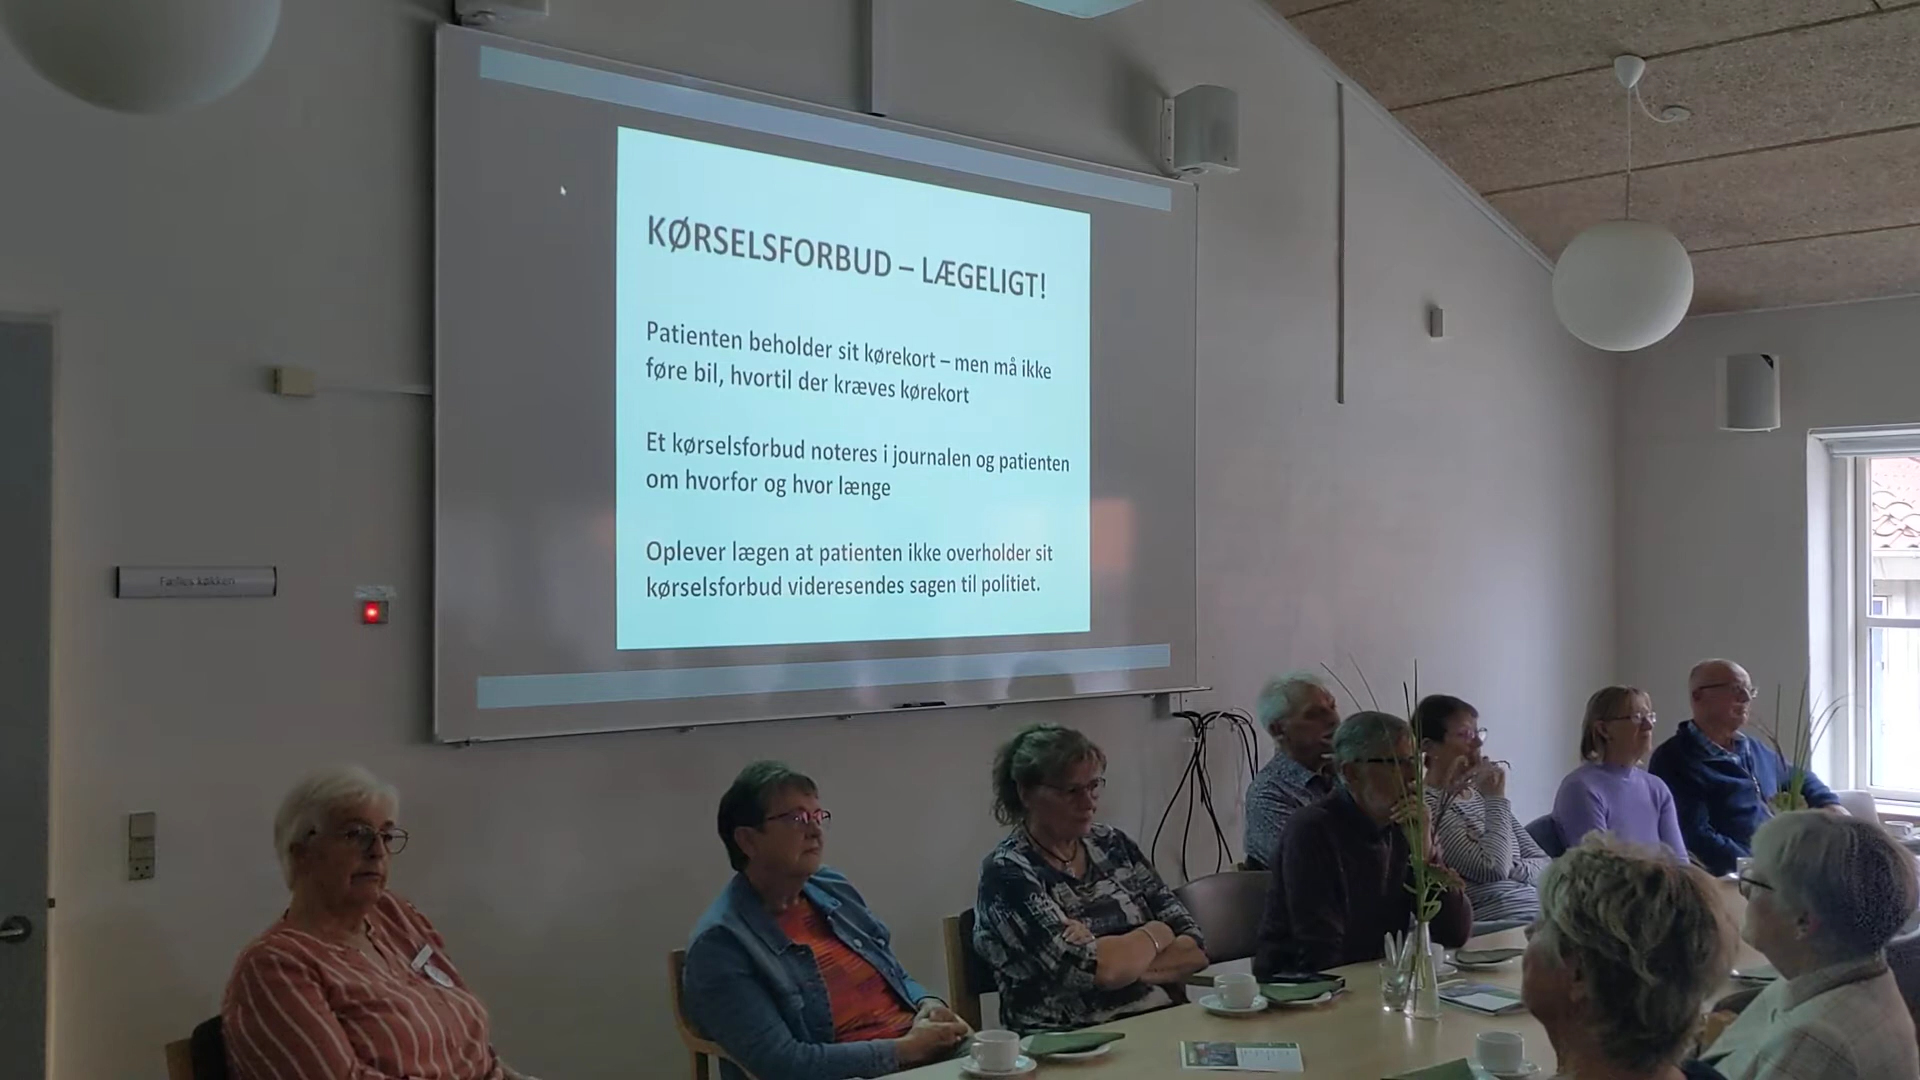 KØRSELSFORBUD – LÆGELIGT!
Patienten beholder sit kørekort – men må ikke
føre bil, hvortil der kræves kørekort
Et kørselsforbud noteres i journalen og patienten
om hvorfor og hvor længe
Oplever lægen at patienten ikke overholder sit
kørselsforbud videresendes sagen til politiet.
Fælles køkken